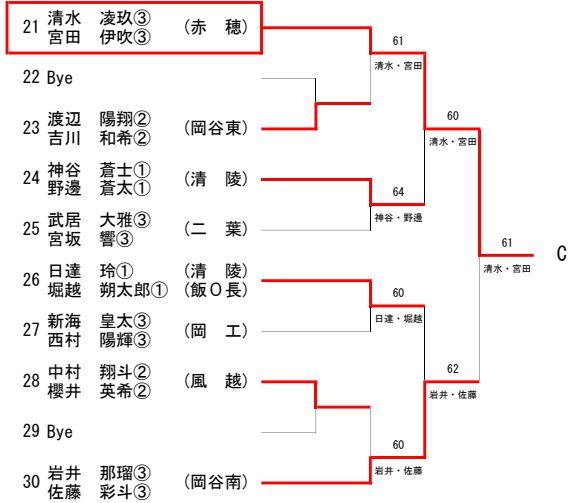 21 清水 凌玖③ (赤 穂)
宮田 伊吹③
61
清水・宮田
22 Bye
60
清水・宮田
23 渡辺 陽翔② (岡谷東)
吉川 和希②
24 神谷 蒼士① (清 陵)
野邊 蒼太①
64
神谷・野邊
25 武居 大雅③ (二 葉)
宮坂 響③
61
清水・宮田
C
26 日達 玲① (清 陵)
堀越 朔太郎① (飯O長)
60
日達・堀越
27 新海 皇太③ (岡 工)
西村 陽輝③
28 中村 翔斗② (風 越)
櫻井 英希②
62
岩井・佐藤
29 Bye
60
岩井・佐藤
30 岩井 那瑠③ (岡谷南)
佐藤 彩斗③